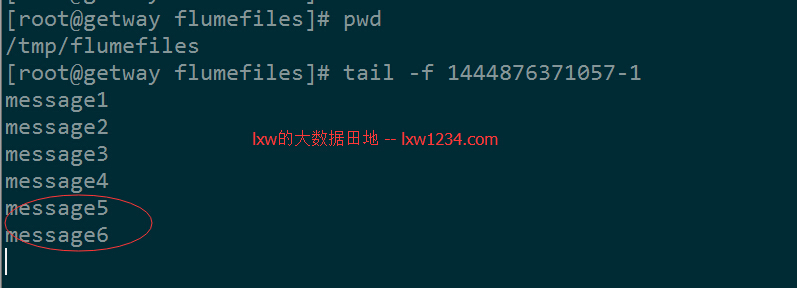 [root@getway flumefiles]# pwd
/tmp/flumefiles
[root@getway flumefiles]# tail -f 1444876371057-1
message1
message2
lxw的大数据田地 -- lxw1234.com
message3
message4
message5
message6